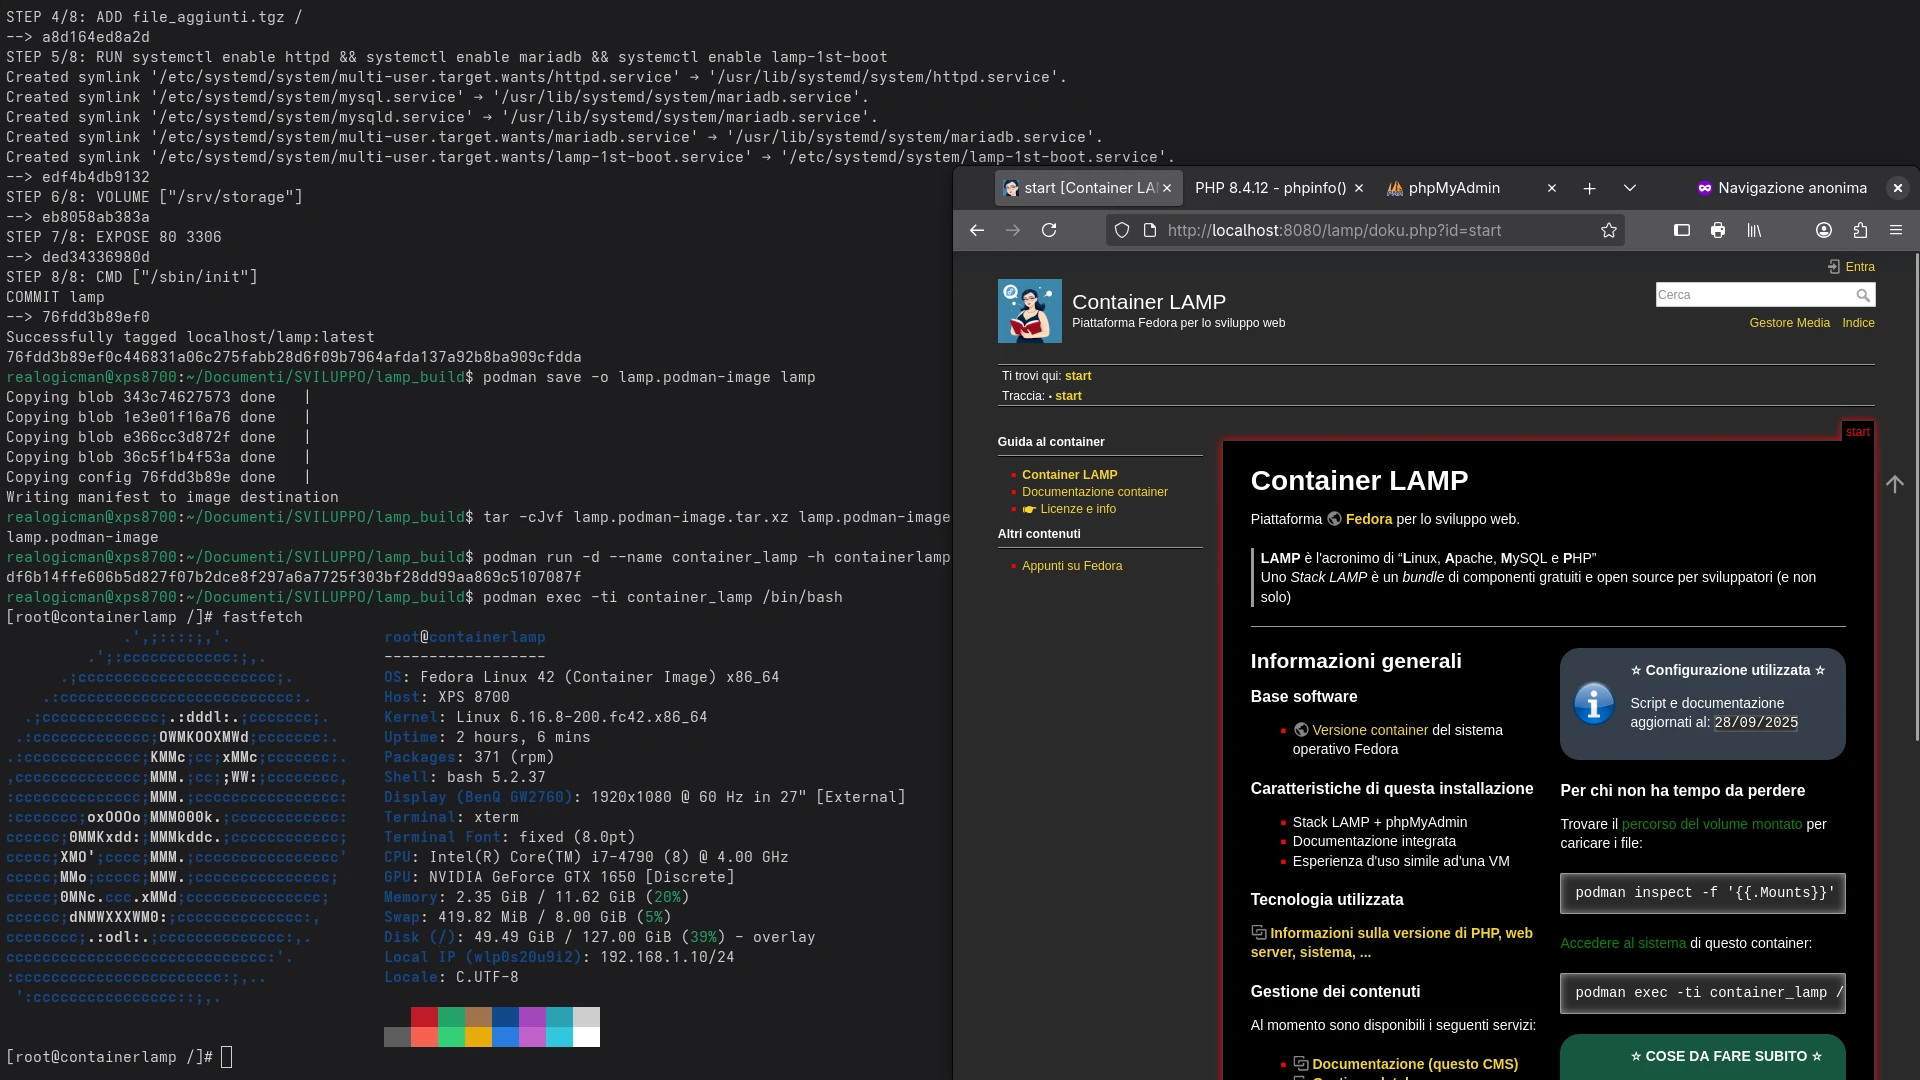 STEP 4/8: ADD file_aggiunti.tgz /
--> a8d164ed8a2d
STEP 5/8: RUN systemctl enable httpd && systemctl enable mariadb && systemctl enable lamp-1st-boot
Created symlink '/etc/systemd/system/multi-user.target.wants/httpd.service' → '/usr/lib/systemd/system/httpd.service'.
Created symlink '/etc/systemd/system/mysql.service' → '/usr/lib/systemd/system/mariadb.service'.
Created symlink '/etc/systemd/system/mysqld.service' → '/usr/lib/systemd/system/mariadb.service'.
Created symlink '/etc/systemd/system/multi-user.target.wants/mariadb.service' → '/usr/lib/systemd/system/mariadb.service'.
Created symlink '/etc/systemd/system/multi-user.target.wants/lamp-1st-boot.service' → '/etc/systemd/system/lamp-1st-boot.service'.
--> edf4b4db9132
STEP 6/8: VOLUME ["/srv/storage"]
--> eb8058ab383a
STEP 7/8: EXPOSE 80 3306
--> ded34336980d
STEP 8/8: CMD ["/sbin/init"]
COMMIT lamp
--> 76fdd3b89ef0
Successfully tagged localhost/lamp:latest
76fdd3b89ef0c446831a06c275fabb28d6f09b7964afda137a92b8ba909cfdda
realogicman@xps8700:~/Documenti/SVILUPPO/lamp_build$ podman save -o lamp.podman-image lamp
Copying blob 343c74627573 done   |
Copying blob 1e3e01f16a76 done   |
Copying blob e366cc3d872f done   |
Copying blob 36c5f1b4f53a done   |
Copying config 76fdd3b89e done   |
Writing manifest to image destination
realogicman@xps8700:~/Documenti/SVILUPPO/lamp_build$ tar -cJvf lamp.podman-image.tar.xz lamp.podman-image
lamp.podman-image
realogicman@xps8700:~/Documenti/SVILUPPO/lamp_build$ podman run -d --name container_lamp -h containerlamp
df6b14ffe606b5d827f07b2dce8f297a6a7725f303bf28dd99aa869c5107087f
realogicman@xps8700:~/Documenti/SVILUPPO/lamp_build$ podman exec -ti container_lamp /bin/bash
[root@containerlamp /]# fastfetch
root@containerlamp
------------------
OS: Fedora Linux 42 (Container Image) x86_64
Host: XPS 8700
Kernel: Linux 6.16.8-200.fc42.x86_64
Uptime: 2 hours, 6 mins
Packages: 371 (rpm)
Shell: bash 5.2.37
Display (BenQ GW2760): 1920x1080 @ 60 Hz in 27" [External]
Terminal: xterm
Terminal Font: fixed (8.0pt)
CPU: Intel(R) Core(TM) i7-4790 (8) @ 4.00 GHz
GPU: NVIDIA GeForce GTX 1650 [Discrete]
Memory: 2.35 GiB / 11.62 GiB (20%)
Swap: 419.82 MiB / 8.00 GiB (5%)
Disk (/): 49.49 GiB / 127.00 GiB (39%) - overlay
Local IP (wlp0s20u9i2): 192.168.1.10/24
Locale: C.UTF-8
[root@containerlamp /]#
start [Container LA
PHP 8.4.12 - phpinfo()
phpMyAdmin
Navigazione anonima
http://localhost:8080/lamp/doku.php?id=start
Entra
Container LAMP
Piattaforma Fedora per lo sviluppo web
Cerca
Gestore Media Indice
Ti trovi qui: start
Traccia: • start
Guida al container
Container LAMP
Documentazione container
Licenze e info
Altri contenuti
Appunti su Fedora
start
Container LAMP
Piattaforma Fedora per lo sviluppo web.
LAMP è l'acronimo di “Linux, Apache, MySQL e PHP”
Uno Stack LAMP è un bundle di componenti gratuiti e open source per sviluppatori (e non
solo)
Informazioni generali
Base software
Versione container del sistema
operativo Fedora
Caratteristiche di questa installazione
Stack LAMP + phpMyAdmin
Documentazione integrata
Esperienza d'uso simile ad'una VM
Tecnologia utilizzata
Informazioni sulla versione di PHP, web
server, sistema, ...
Gestione dei contenuti
Al momento sono disponibili i seguenti servizi:
Documentazione (questo CMS)
☆ Configurazione utilizzata ☆
Script e documentazione
aggiornati al: 28/09/2025
Per chi non ha tempo da perdere
Trovare il percorso del volume montato per
caricare i file:
podman inspect -f '{{.Mounts}}'
Accedere al sistema di questo container:
podman exec -ti container_lamp /
☆ COSE DA FARE SUBITO ☆